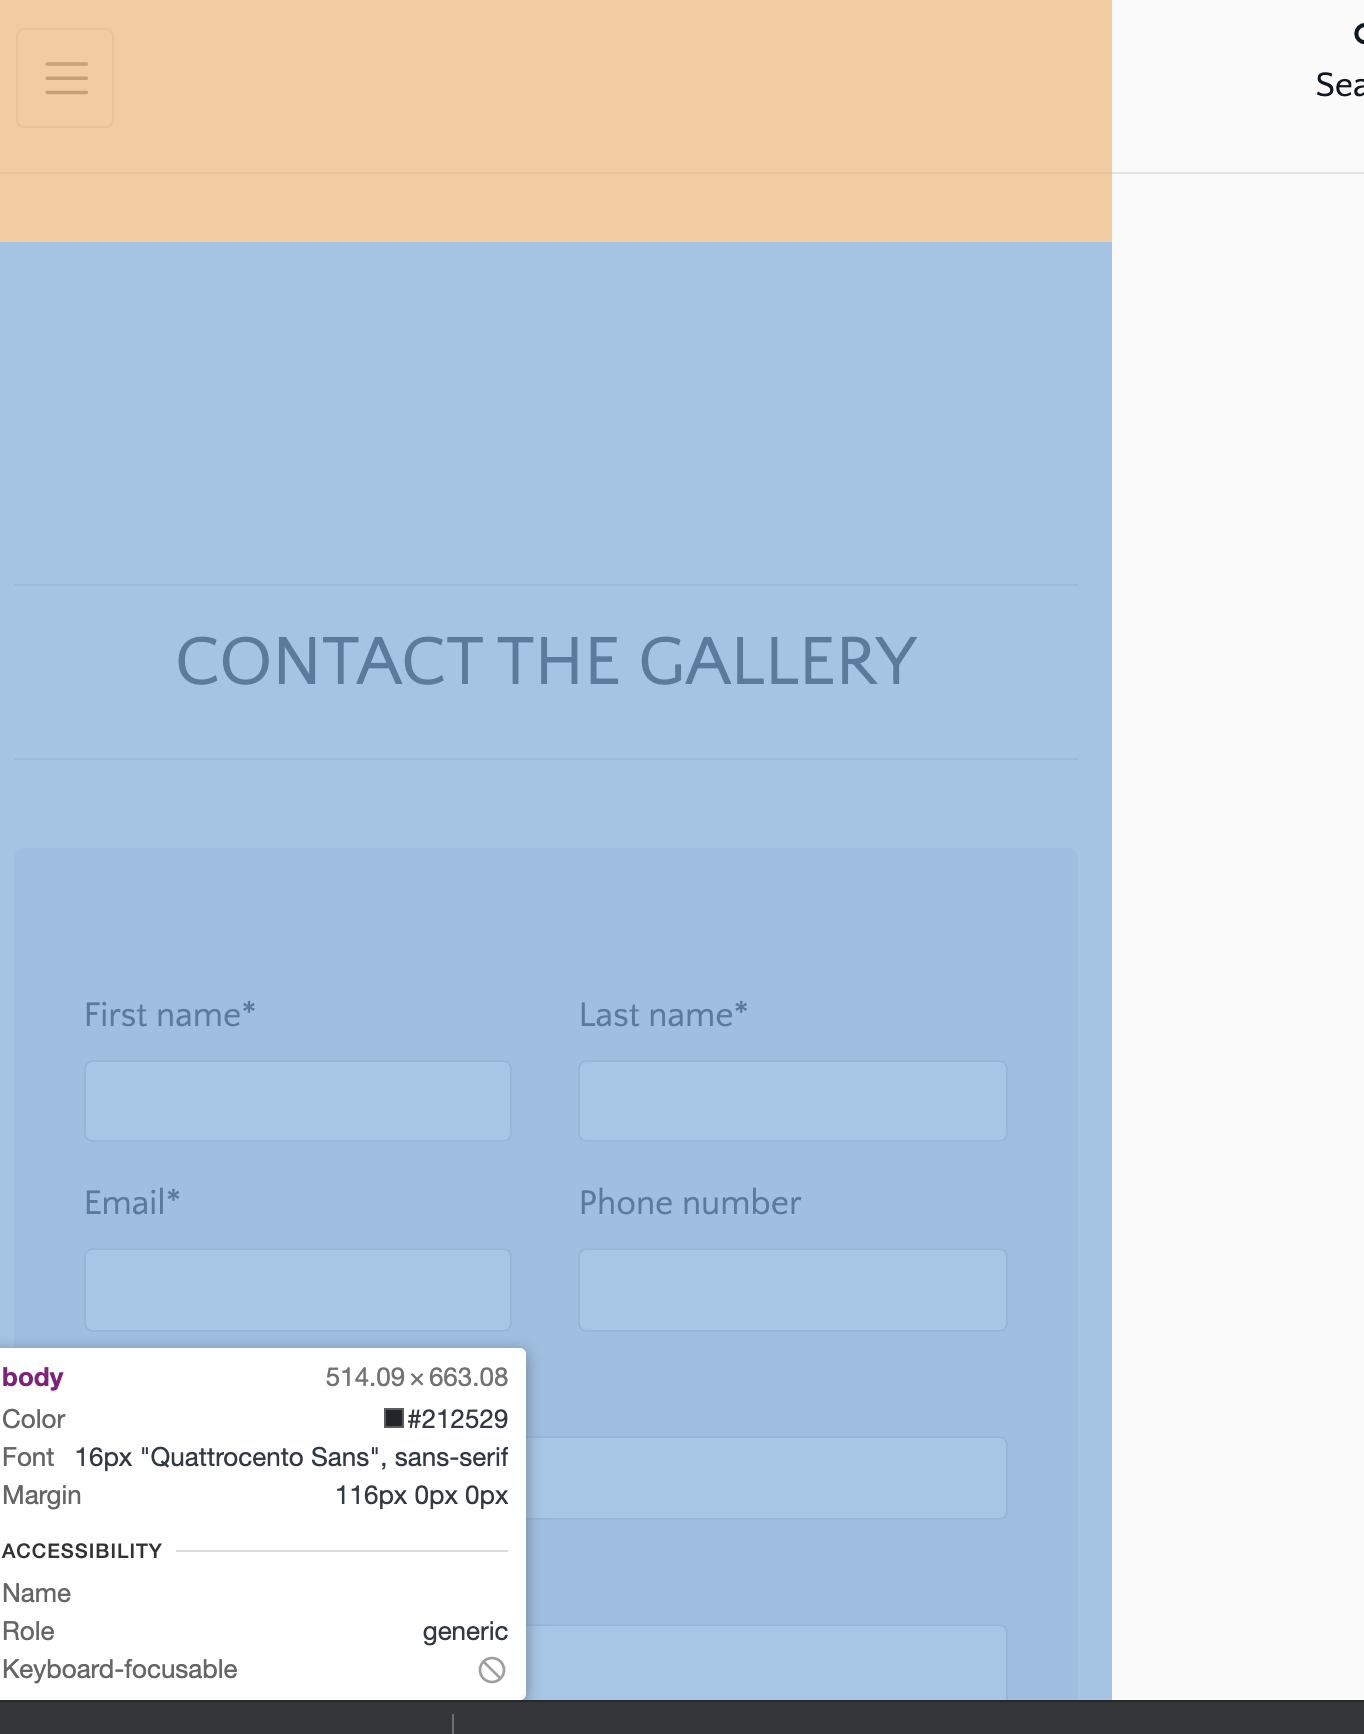 Sea
CONTACT THE GALLERY
First name* Last name*
Email* Phone number
body 514.09 × 663.08
Color #212529
Font 16px "Quattrocento Sans", sans-serif
Margin 116px 0px 0px
ACCESSIBILITY
Name
Role generic
Keyboard-focusable